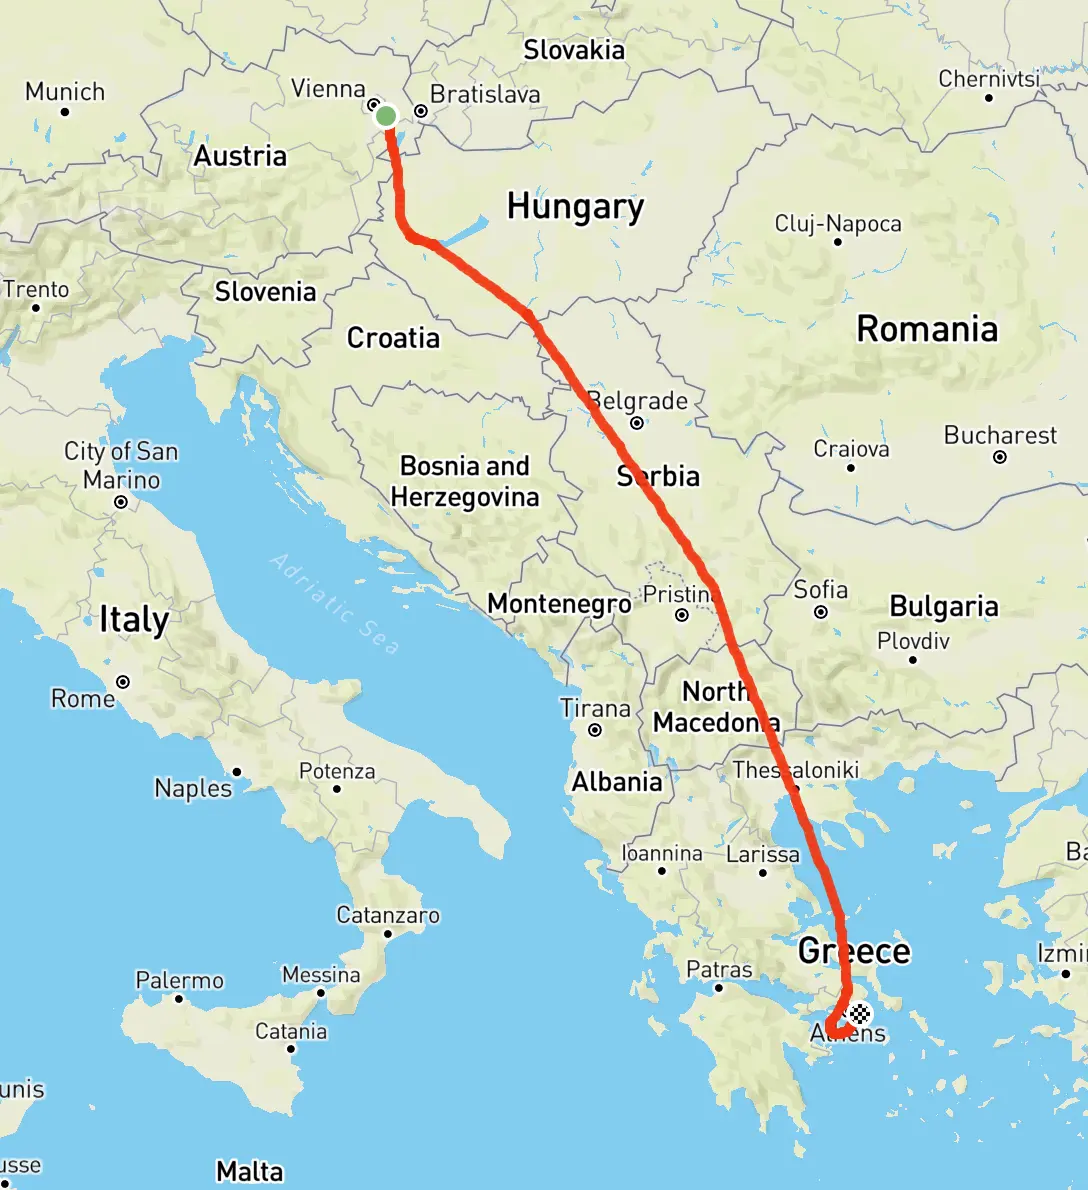 Slovakia
Chernivtsi
Munich
Vienna
Bratislava
Austria
Hungary
Cluj-Napoca
Trento
Slovenia
Croatia
Romania
Belgrade
Bucharest
Craiova
City of San
Marino
Bosnia and
Herzegovina
Serbia
Adriatic Sea
Sofia
Pristina
Montenegro
Bulgaria
Italy
Plovdiv
Rome
North
Macedonia
Tirana
Thessaloniki
Potenza
Albania
Naples
Ioannina
Larissa
Ba
Catanzaro
Greece
Izmi
Patras
Messina
Palermo
Catania
Athens
unis
usse
Malta